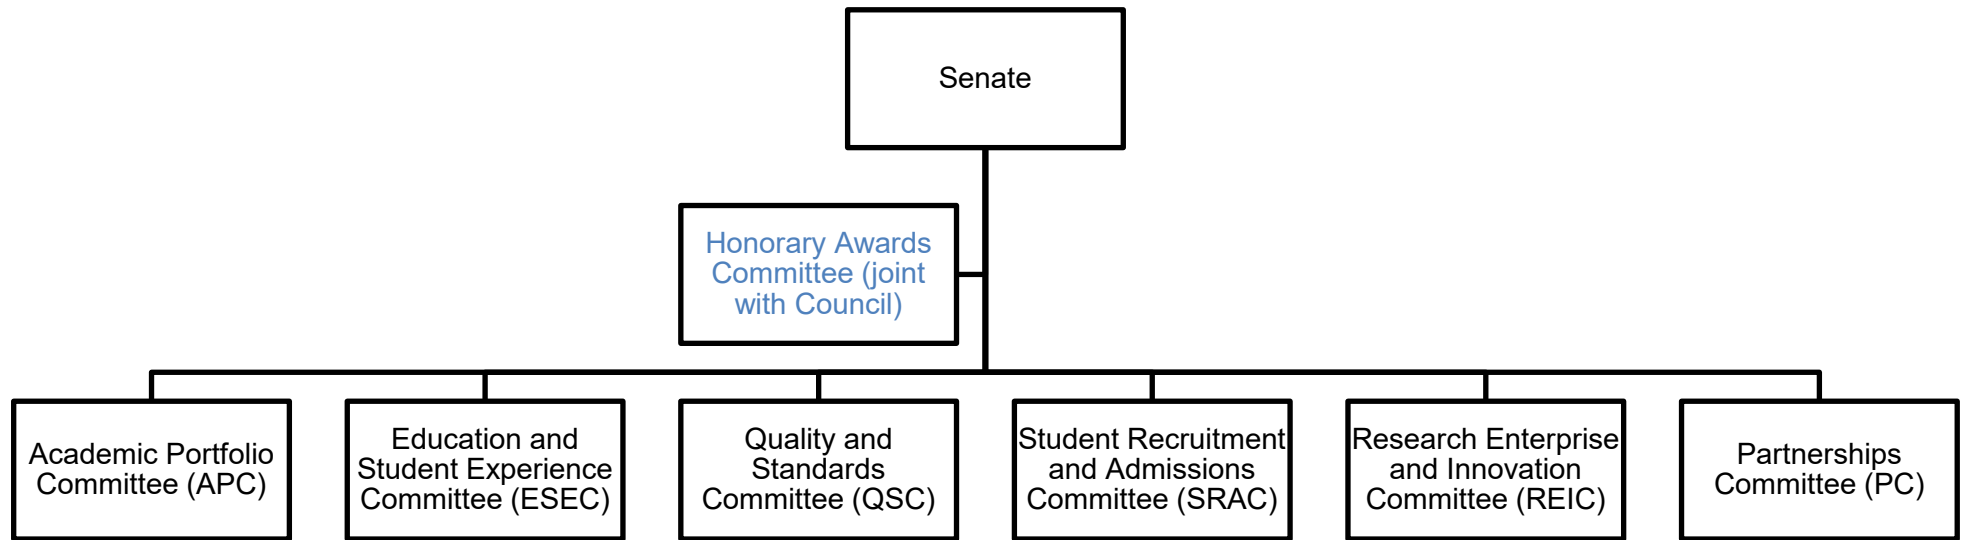 Senate
Honorary Awards
Committee (joint
with Council)
Academic Portfolio
Committee (APC)
Education and
Student Experience
Committee (ESEC)
Quality and
Standards
Committee (QSC)
Student Recruitment
and Admissions
Committee (SRAC)
Research Enterprise
and Innovation
Committee (REIC)
Partnerships
Committee (PC)